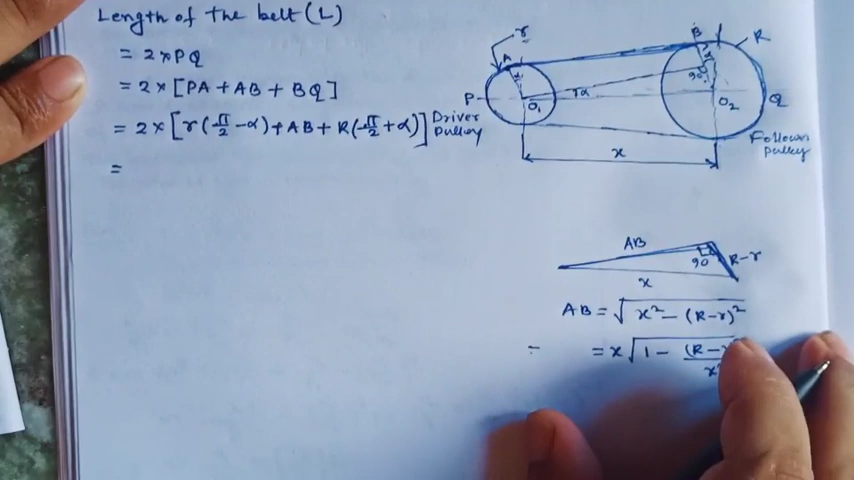 Length of the belt (L)
= 2 × PQ
= 2 × [PA + AB + BQ]
= 2 × [r(π/2 - α) + AB + R(π/2 + α)]
=
r
A
P
O₁
α
Driver
Pulley
B
R
90°
O₂
Q
x
pulley
AB
90
R-r
x
AB = √x² - (R-r)²
= x√1 -